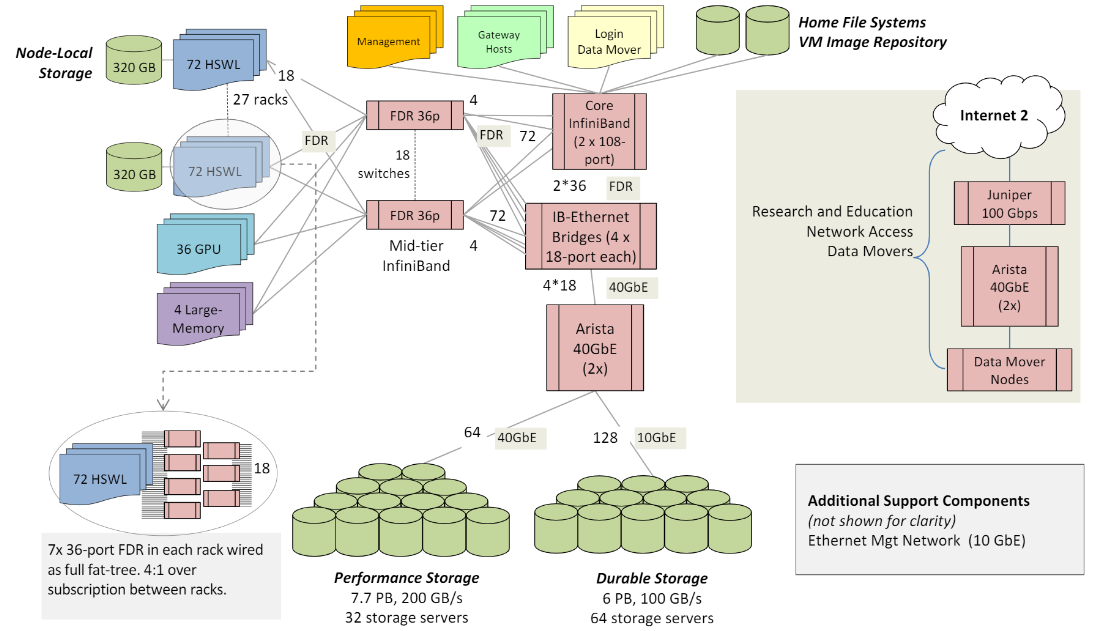 Node-Local
Storage
320 GB
72 HSWL
18
27 racks
320 GB
72 HSWL
FDR
36 GPU
4 Large-
Memory
Management
Gateway
Hosts
Login
Data Mover
Home File Systems
VM Image Repository
FDR 36p
18
switches
FDR 36p
Mid-tier
InfiniBand
4
FDR
72
72
4
Core
InfiniBand
(2 x 108-
port)
2*36
FDR
IB-Ethernet
Bridges (4 x
18-port each)
4*18
40GbE
Arista
40GbE
(2x)
64
40GbE
128
10GbE
Internet 2
Juniper
100 Gbps
Research and Education
Network Access
Data Movers
Arista
40GbE
(2x)
Data Mover
Nodes
72 HSWL
18
7x 36-port FDR in each rack wired
as full fat-tree. 4:1 over
subscription between racks.
Performance Storage
7.7 PB, 200 GB/s
32 storage servers
Durable Storage
6 PB, 100 GB/s
64 storage servers
Additional Support Components
(not shown for clarity)
Ethernet Mgt Network (10 GbE)